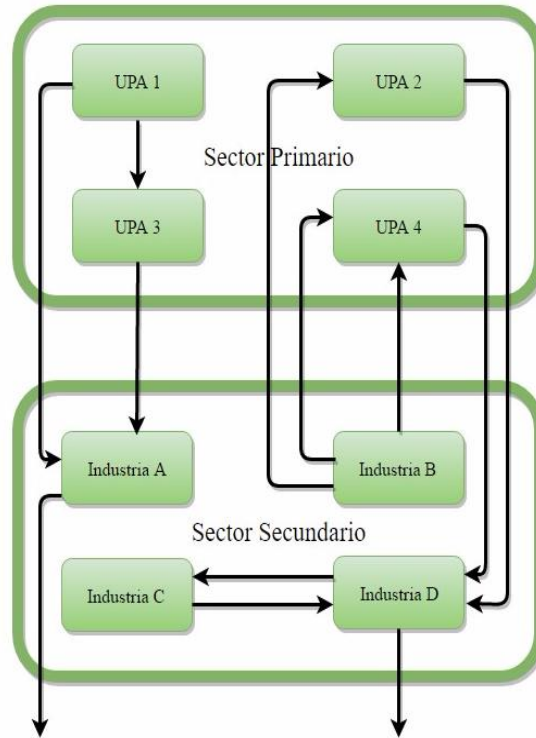 UPA 1
UPA 2
Sector Primario
UPA 3
UPA 4
Industria A
Industria B
Sector Secundario
Industria C
Industria D